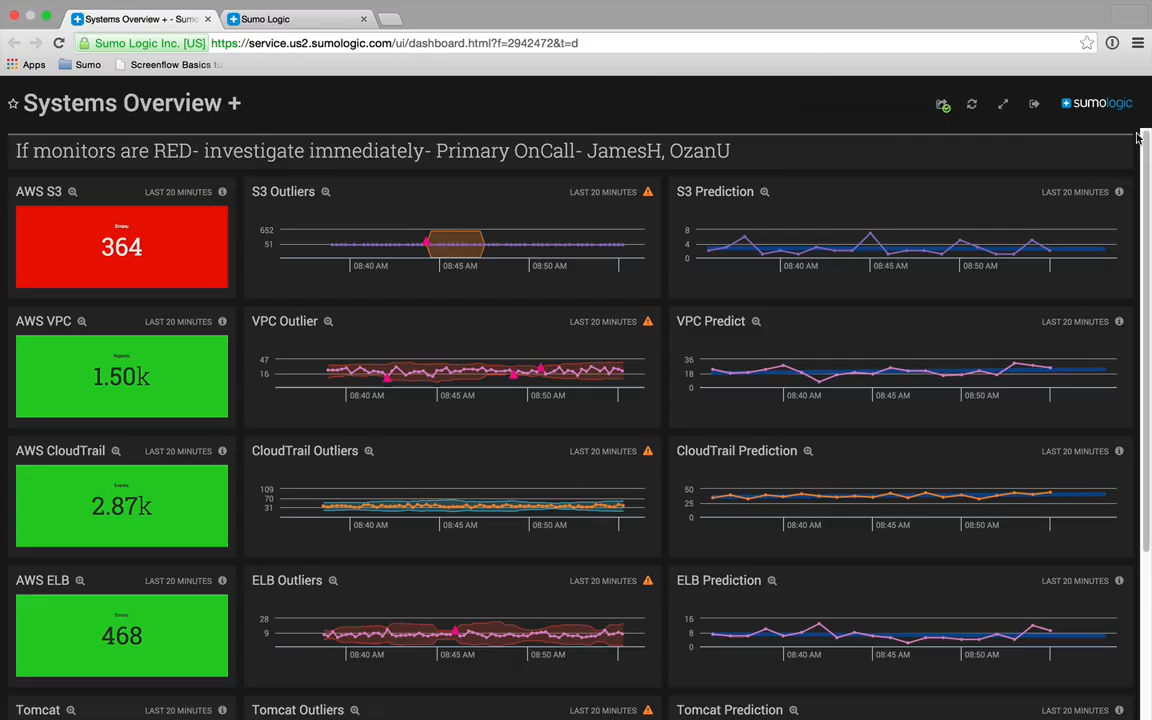 Systems Overview + - Sumo
Sumo Logic
Sumo Logic Inc. [US]
https://service.us2.sumologic.com/ui/dashboard.html?f=2942472&t=d
Apps
Sumo
Screenflow Basics tu
Systems Overview +
sumologic
If monitors are RED- investigate immediately- Primary OnCall- JamesH, OzanU
AWS S3
LAST 20 MINUTES
Errors:
364
S3 Outliers
LAST 20 MINUTES
652
51
08:40 AM
08:45 AM
08:50 AM
S3 Prediction
LAST 20 MINUTES
8
4
0
08:40 AM
08:45 AM
08:50 AM
AWS VPC
LAST 20 MINUTES
Rejects:
1.50k
VPC Outlier
LAST 20 MINUTES
47
16
08:40 AM
08:45 AM
08:50 AM
VPC Predict
LAST 20 MINUTES
36
18
0
08:40 AM
08:45 AM
08:50 AM
AWS CloudTrail
LAST 20 MINUTES
Events:
2.87k
CloudTrail Outliers
LAST 20 MINUTES
109
70
31
08:40 AM
08:45 AM
08:50 AM
CloudTrail Prediction
LAST 20 MINUTES
50
25
0
08:40 AM
08:45 AM
08:50 AM
AWS ELB
LAST 20 MINUTES
Errors:
468
ELB Outliers
LAST 20 MINUTES
28
9
08:40 AM
08:45 AM
08:50 AM
ELB Prediction
LAST 20 MINUTES
16
8
0
08:40 AM
08:45 AM
08:50 AM
Tomcat
LAST 20 MINUTES
Tomcat Outliers
LAST 20 MINUTES
Tomcat Prediction
LAST 20 MINUTES